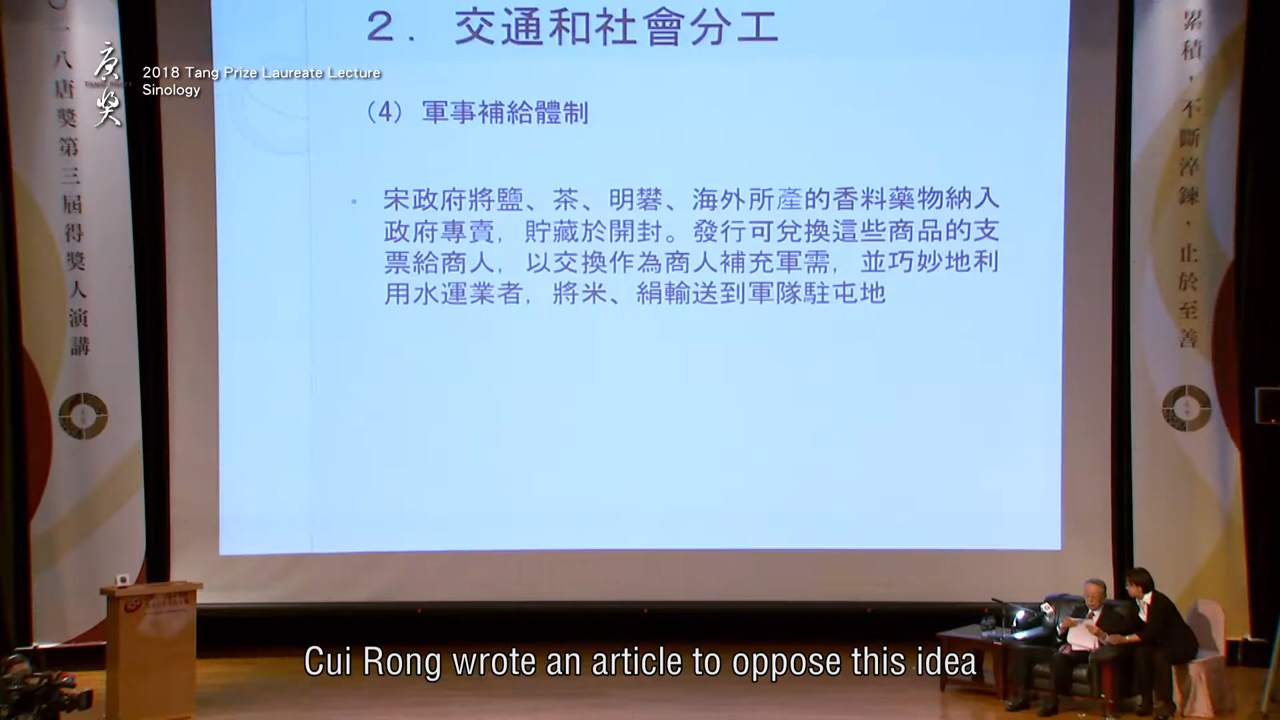 2. 交通和社會分工
(4) 軍事補給體制
• 宋政府將鹽、茶、明礬、海外所產的香料藥物納入
政府專賣, 貯藏於開封。發行可兌換這些商品的支
票給商人, 以交換作為商人補充軍需, 並巧妙地利
用水運業者, 將米、絹輸送到軍隊駐屯地
唐獎
2018 Tang Prize Laureate Lecture
Sinology
一八唐獎第三屆得獎人演講
累積,不斷淬鍊,止於至善
Cui Rong wrote an article to oppose this idea